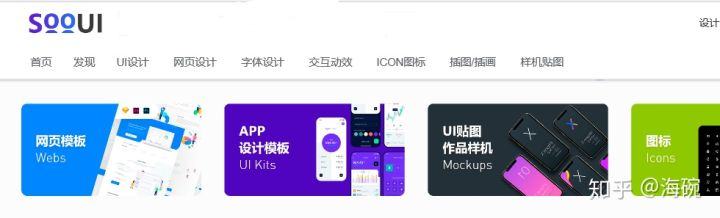 SOOUI
设计
首页 发现 UI设计 网页设计 字体设计 交互动效 ICON图标 插图/插画 样机贴图
网页模板
Webs
APP
设计模板
UI Kits
UI贴图
作品样机
Mockups
图标
Icons
知乎 @海碗